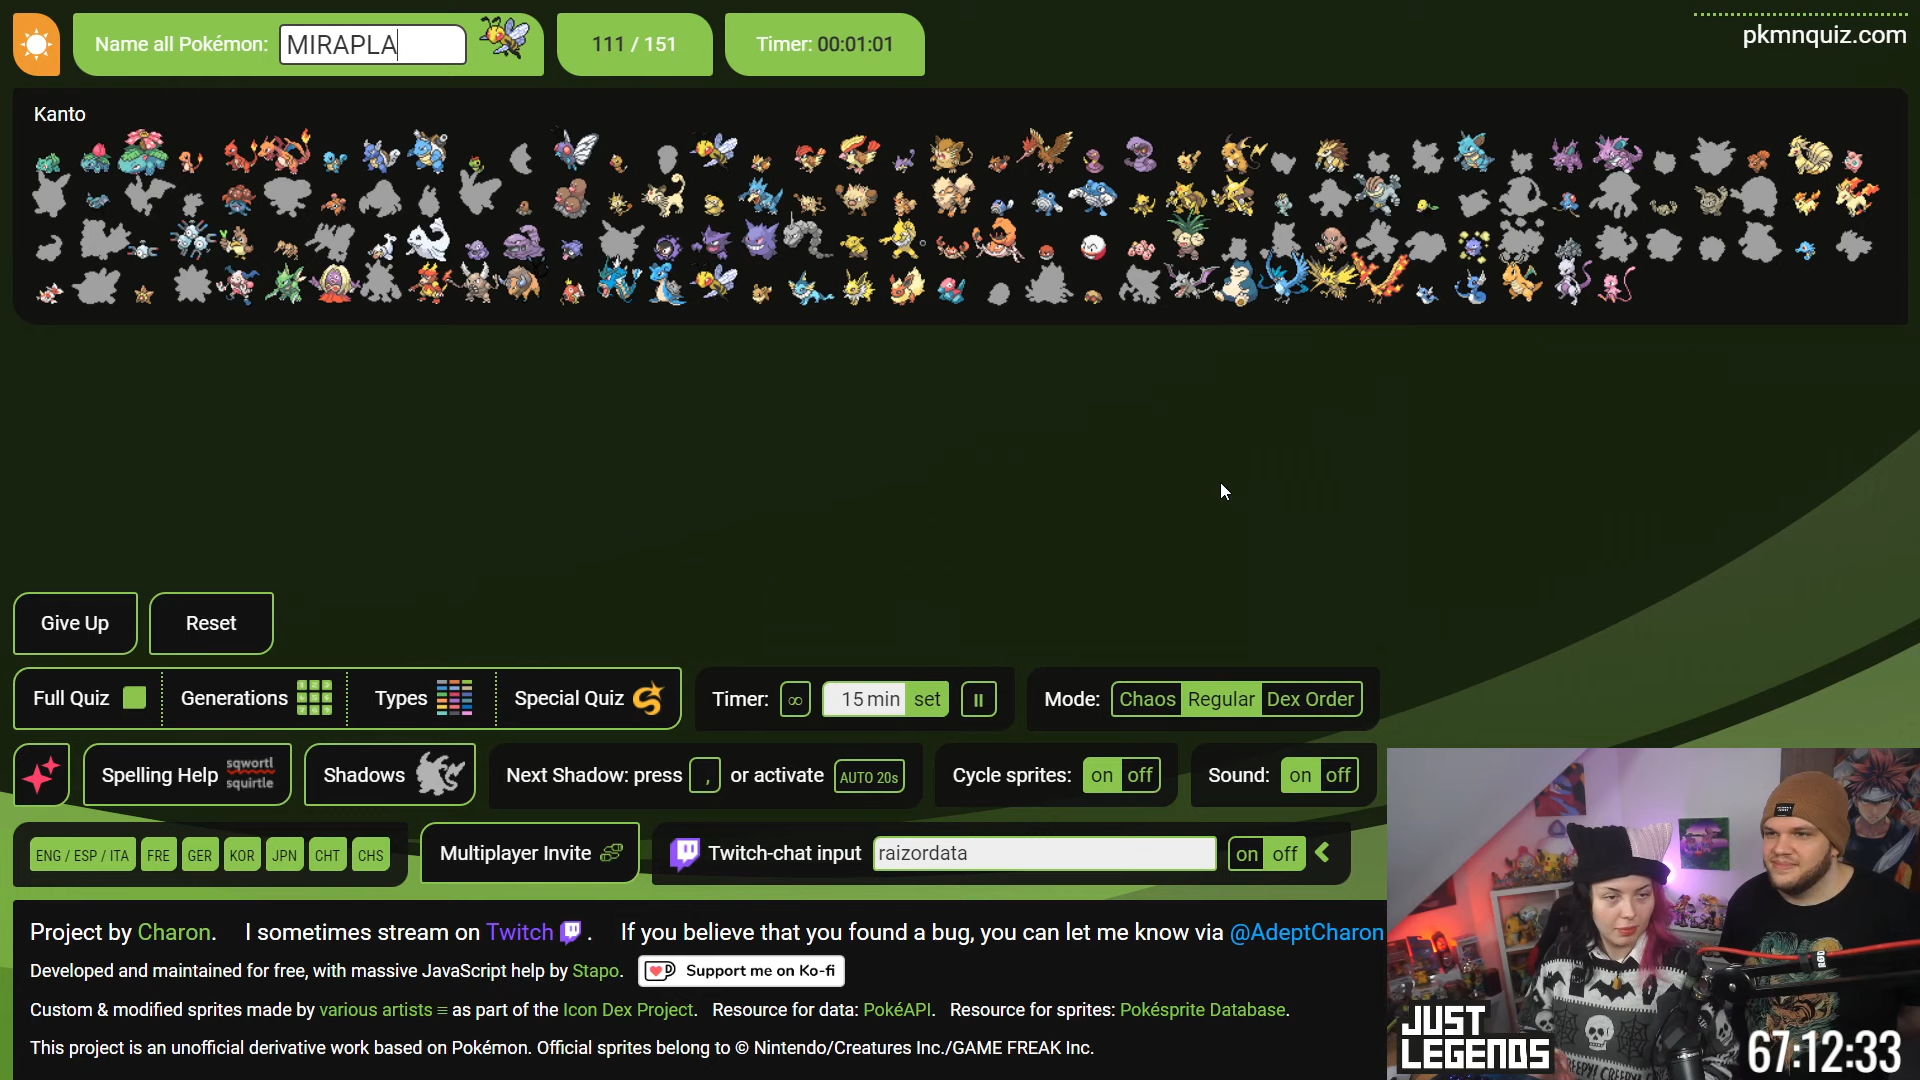 Name all Pokémon: MIRAPLA 111 / 151 Timer: 00:01:01 pkmnquiz.com
Kanto
Give Up Reset
Full Quiz Generations Types Special Quiz Timer: ∞ 15 min set Mode: Chaos Regular Dex Order
Spelling Help sqwortl squirtle Shadows Next Shadow: press , or activate AUTO 20s Cycle sprites: on off Sound: on off
ENG / ESP / ITA FRE GER KOR JPN CHT CHS Multiplayer Invite Twitch-chat input raizordata on off
Project by Charon. I sometimes stream on Twitch . If you believe that you found a bug, you can let me know via @AdeptCharon
Developed and maintained for free, with massive JavaScript help by Stapo. Support me on Ko-fi
Custom & modified sprites made by various artists = as part of the Icon Dex Project. Resource for data: PokéAPI. Resource for sprites: Pokésprite Database.
This project is an unofficial derivative work based on Pokémon. Official sprites belong to © Nintendo/Creatures Inc./GAME FREAK Inc.
JUST
LEGENDS
67:12:33